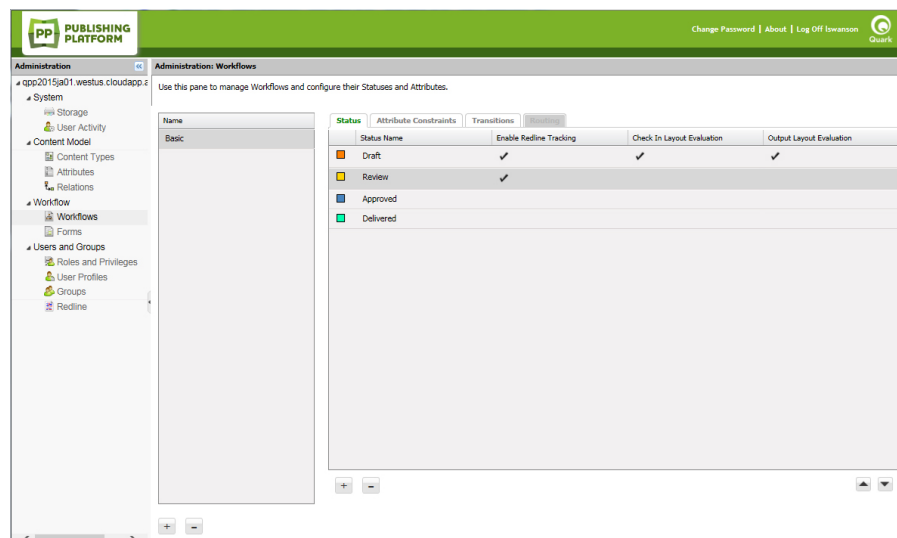 PP PUBLISHING PLATFORM
Change Password | About | Log Off lswanson
Quark
Administration
Administration: Workflows
qpp2015ja01.westus.cloudapp.a
Use this pane to manage Workflows and configure their Statuses and Attributes.
System
Storage
User Activity
Content Model
Content Types
Attributes
Relations
Workflow
Workflows
Forms
Users and Groups
Roles and Privileges
User Profiles
Groups
Redline
Name
Basic
Status Attribute Constraints Transitions Routing
Status Name Enable Redline Tracking Check In Layout Evaluation Output Layout Evaluation
Draft ✔ ✔ ✔
Review ✔
Approved
Delivered
+ −
+ −